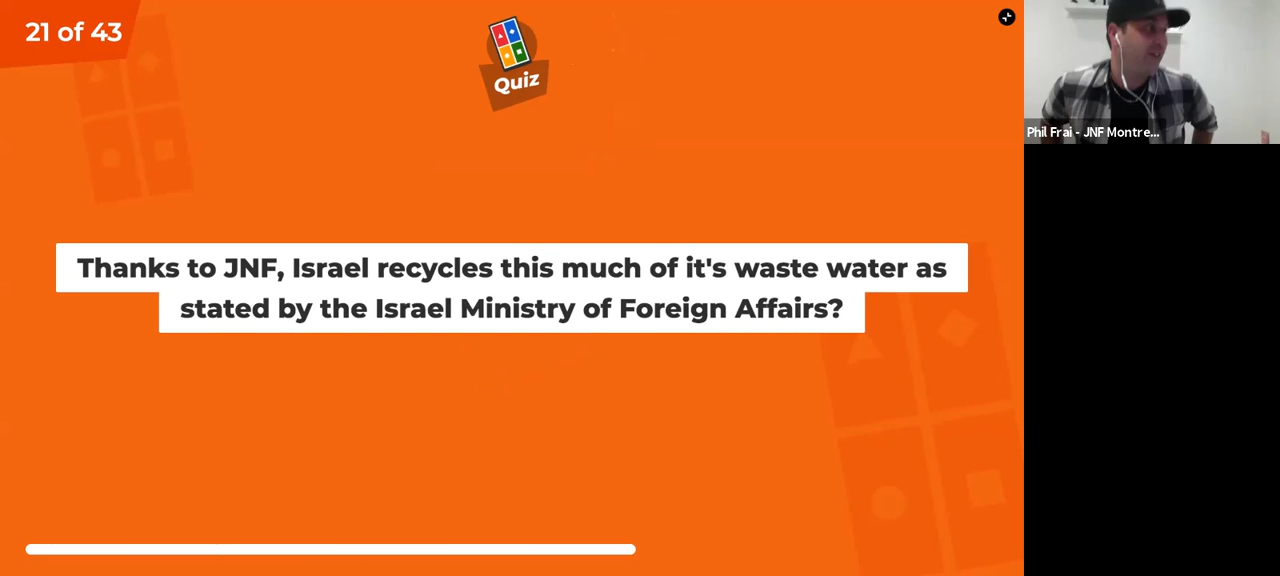 21 of 43
Quiz
Phil Frai - JNF Montre...
Thanks to JNF, Israel recycles this much of it's waste water as
stated by the Israel Ministry of Foreign Affairs?